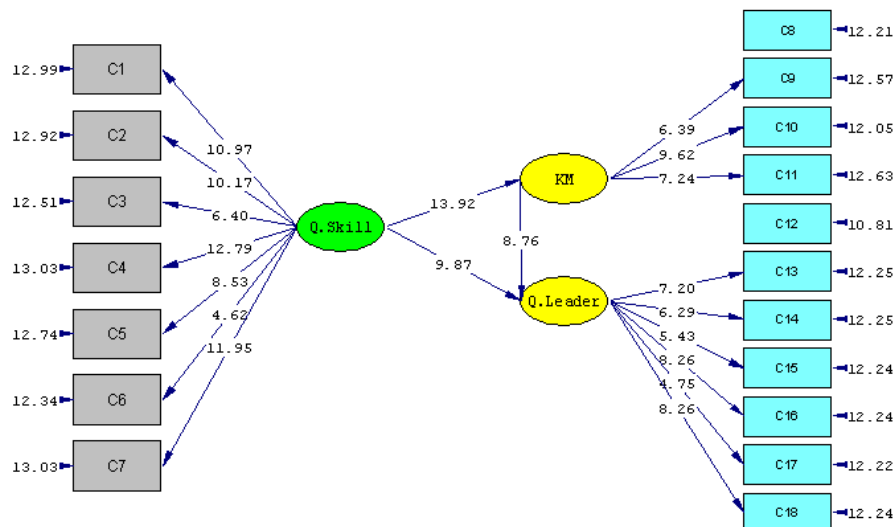 12.99 C1
12.92 C2
12.51 C3
13.03 C4
12.74 C5
12.34 C6
13.03 C7
10.97
10.17
6.40
12.79
8.53
4.62
11.95
Q.Skill
13.92
9.87
KM
8.76
Q.Leader
6.39
9.62
7.24
7.20
6.29
5.43
8.26
4.75
8.26
C8 12.21
C9 12.57
C10 12.05
C11 12.63
C12 10.81
C13 12.25
C14 12.25
C15 12.24
C16 12.24
C17 12.22
C18 12.24